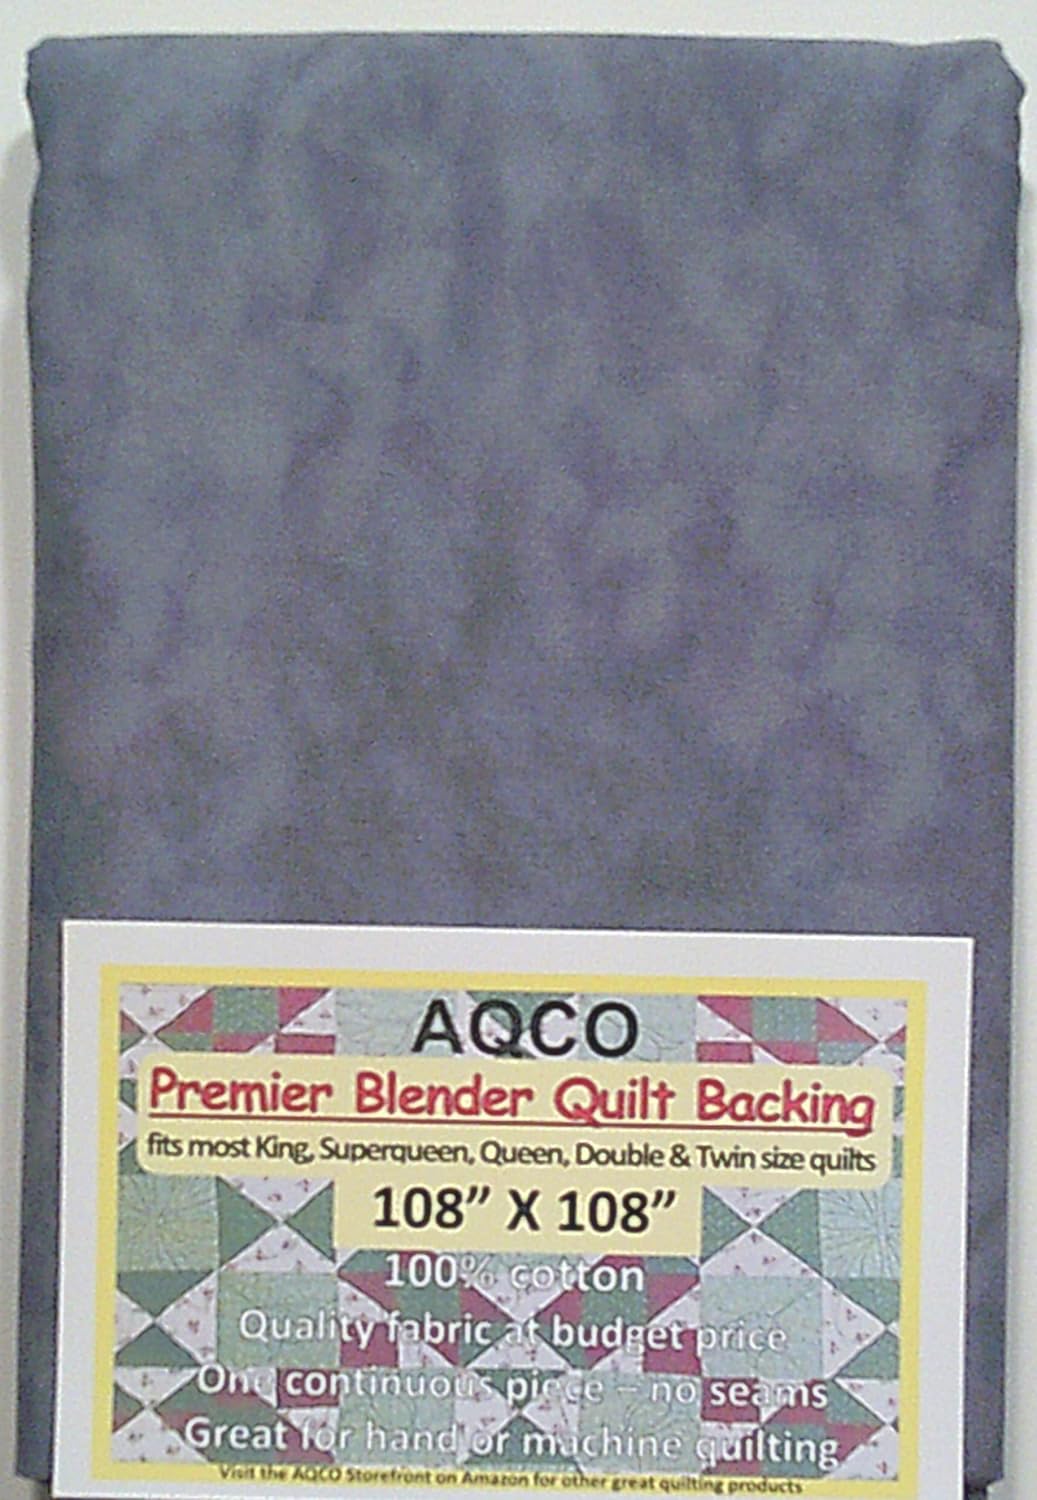 AQCO
Premier Blender Quilt Backing
fits most King, Superqueen, Queen, Double & Twin size quilts
108” X 108”
100% cotton
Quality fabric at budget price
One continuous piece – no seams
Great for hand or machine quilting
Visit the AQCO Storefront on Amazon for other great quilting products